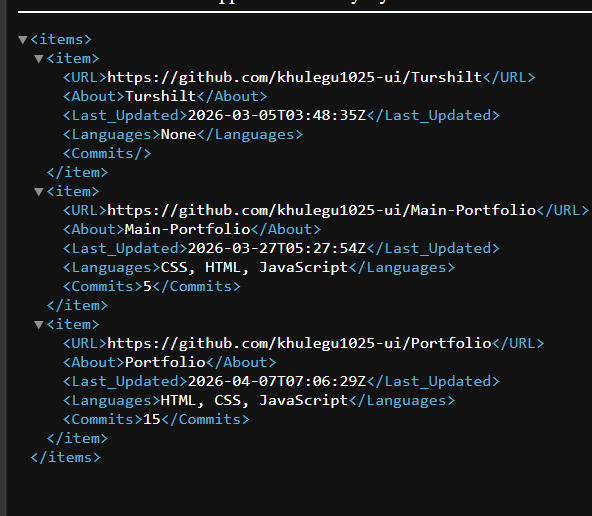 <items>
<item>
<URL>https://github.com/khulegu1025-ui/Turshilt</URL>
<About>Turshilt</About>
<Last_Updated>2026-03-05T03:48:35Z</Last_Updated>
<Languages>None</Languages>
<Commits/>
</item>
<item>
<URL>https://github.com/khulegu1025-ui/Main-Portfolio</URL>
<About>Main-Portfolio</About>
<Last_Updated>2026-03-27T05:27:54Z</Last_Updated>
<Languages>CSS, HTML, JavaScript</Languages>
<Commits>5</Commits>
</item>
<item>
<URL>https://github.com/khulegu1025-ui/Portfolio</URL>
<About>Portfolio</About>
<Last_Updated>2026-04-07T07:06:29Z</Last_Updated>
<Languages>HTML, CSS, JavaScript</Languages>
<Commits>15</Commits>
</item>
</items>